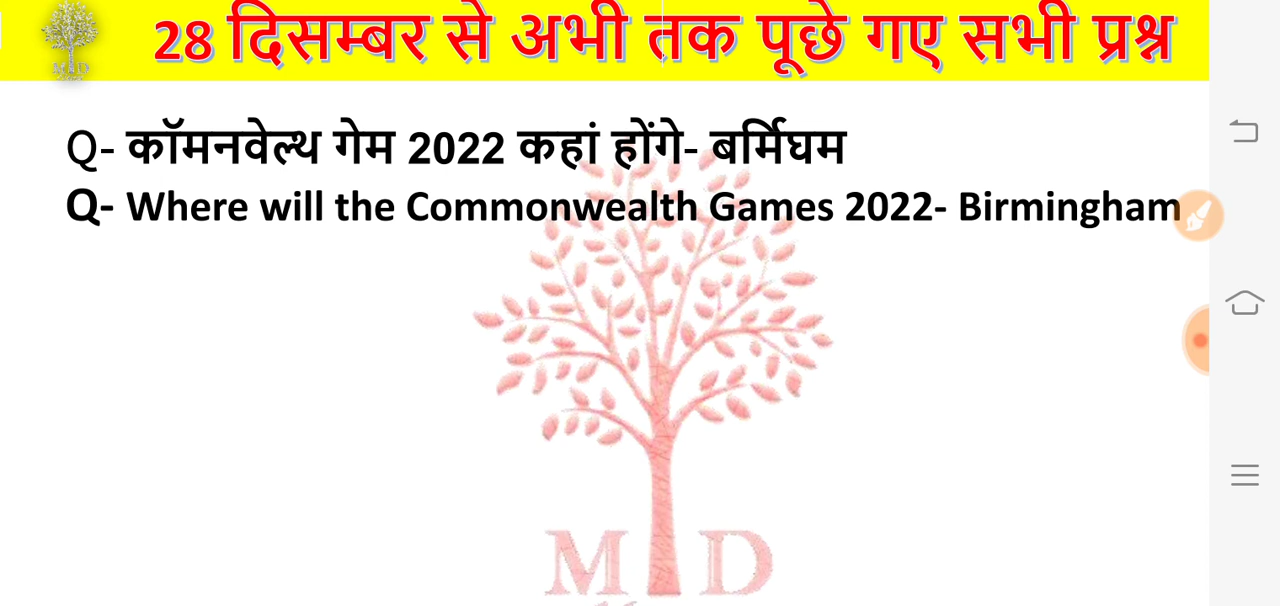 28 दिसम्बर से अभी तक पूछे गए सभी प्रश्न
Q- कॉमनवेल्थ गेम 2022 कहां होंगे- बर्मिंघम
Q- Where will the Commonwealth Games 2022- Birmingham
M D